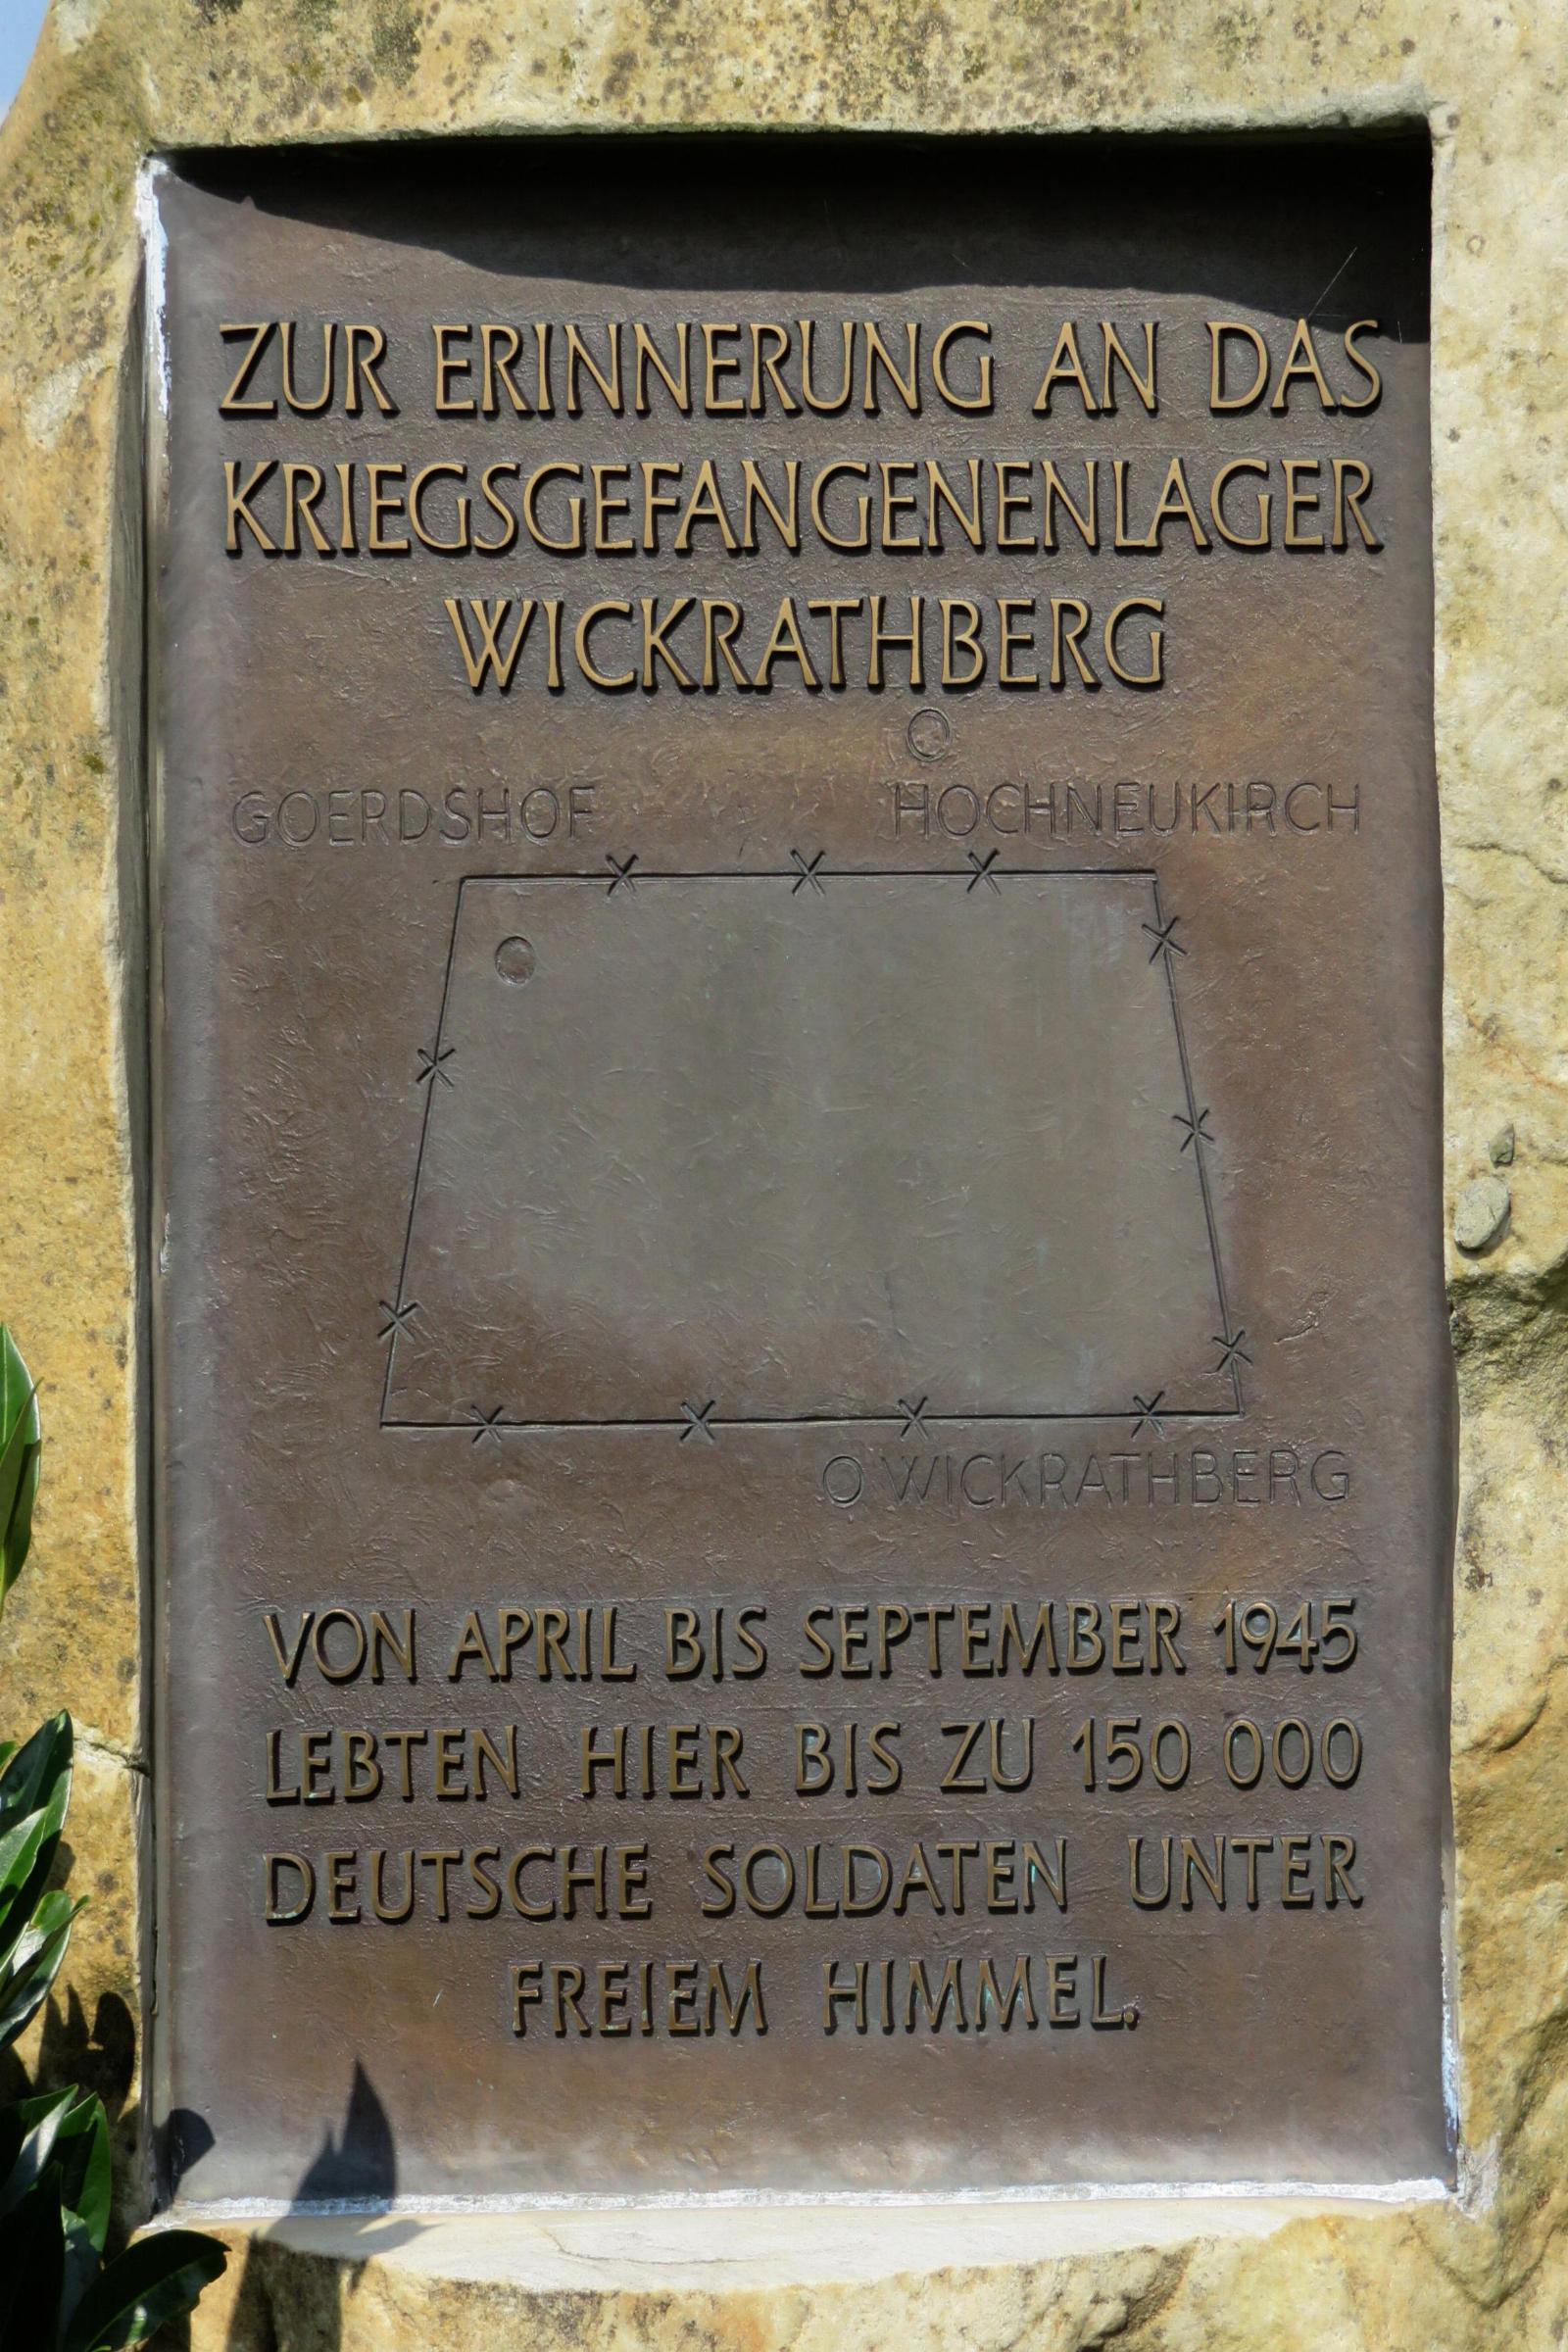 ZUR ERINNERUNG AN DAS
KRIEGSGEFANGENENLAGER
WICKRATHBERG
GOERDSHOF HOCHNEUKIRCH
WICKRATHBERG
VON APRIL BIS SEPTEMBER 1945
LEBTEN HIER BIS ZU 150 000
DEUTSCHE SOLDATEN UNTER
FREIEM HIMMEL.